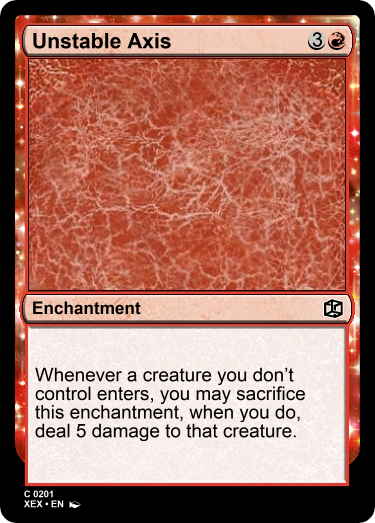 Unstable Axis 3
Enchantment
Whenever a creature you don't
control enters, you may sacrifice
this enchantment, when you do,
deal 5 damage to that creature.
C 0201
XEX • EN